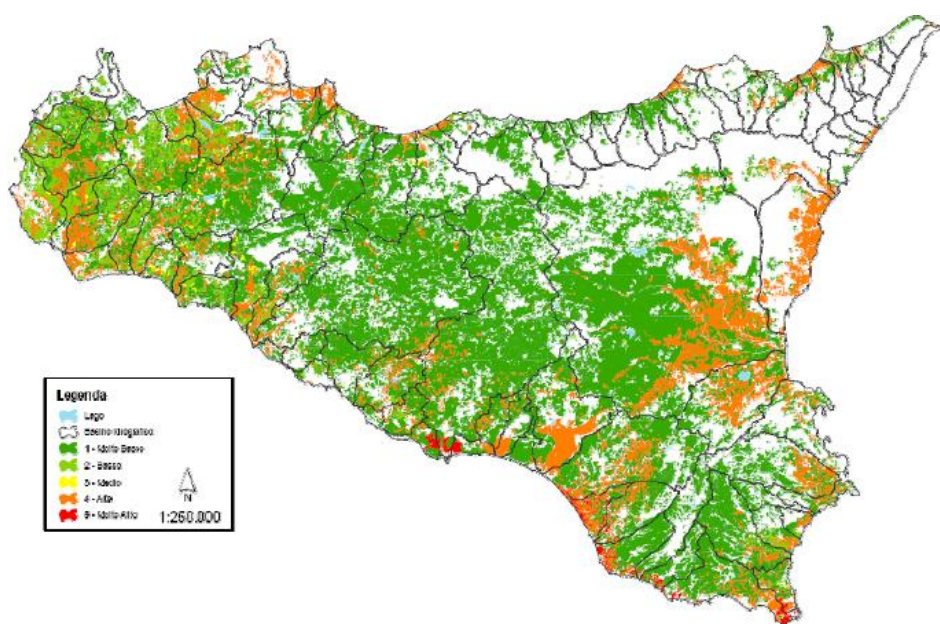 Legenda
Lago
Bacino Idrografico
1 - Molto Basso
2 - Basso
3 - Medio
4 - Alto
5 - Molto Alto
N
1:250.000